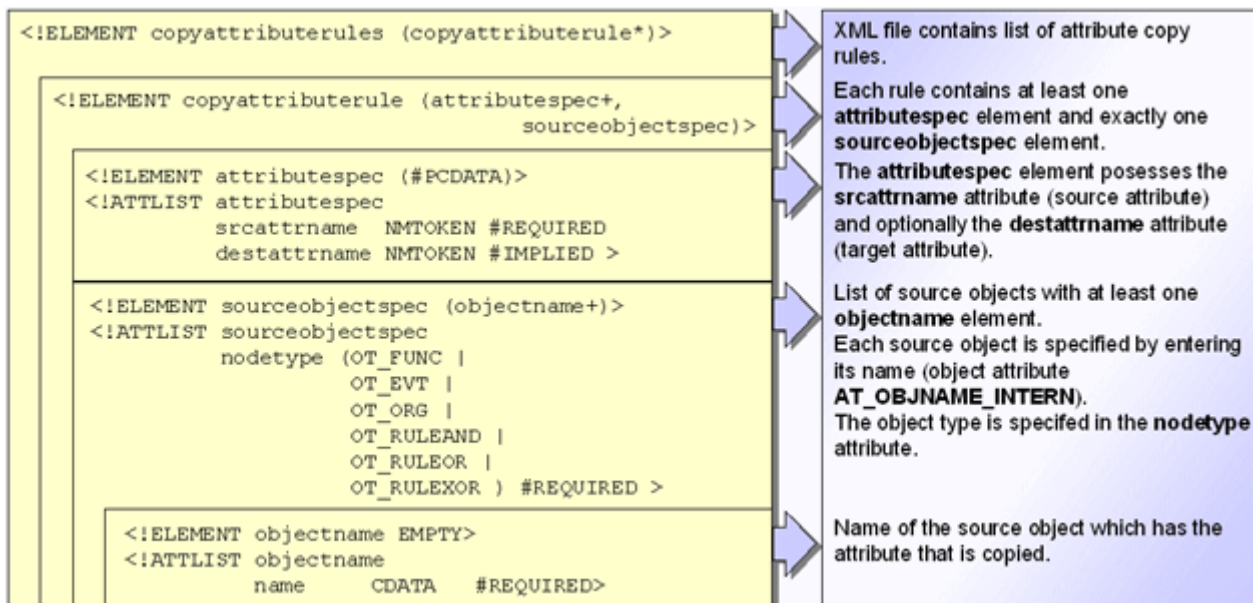 <!ELEMENT copyattributerules (copyattributerule*)>
XML file contains list of attribute copy
rules.
<!ELEMENT copyattributerule (attributespec+,
sourceobjectspec)>
Each rule contains at least one
attributespec element and exactly one
sourceobjectspec element.
<!ELEMENT attributespec (#PCDATA)>
<!ATTLIST attributespec
srcattrname NMTOKEN #REQUIRED
destattrname NMTOKEN #IMPLIED >
The attributespec element posesses the
srcattrname attribute (source attribute)
and optionally the destattrname attribute
(target attribute).
<!ELEMENT sourceobjectspec (objectname+)>
<!ATTLIST sourceobjectspec
nodetype (OT_FUNC |
OT_EVT |
OT_ORG |
OT_RULEAND |
OT_RULEOR |
OT_RULEXOR ) #REQUIRED >
List of source objects with at least one
objectname element.
Each source object is specified by entering
its name (object attribute
AT_OBJNAME_INTERN).
The object type is specifed in the nodetype
attribute.
<!ELEMENT objectname EMPTY>
<!ATTLIST objectname
name CDATA #REQUIRED>
Name of the source object which has the
attribute that is copied.